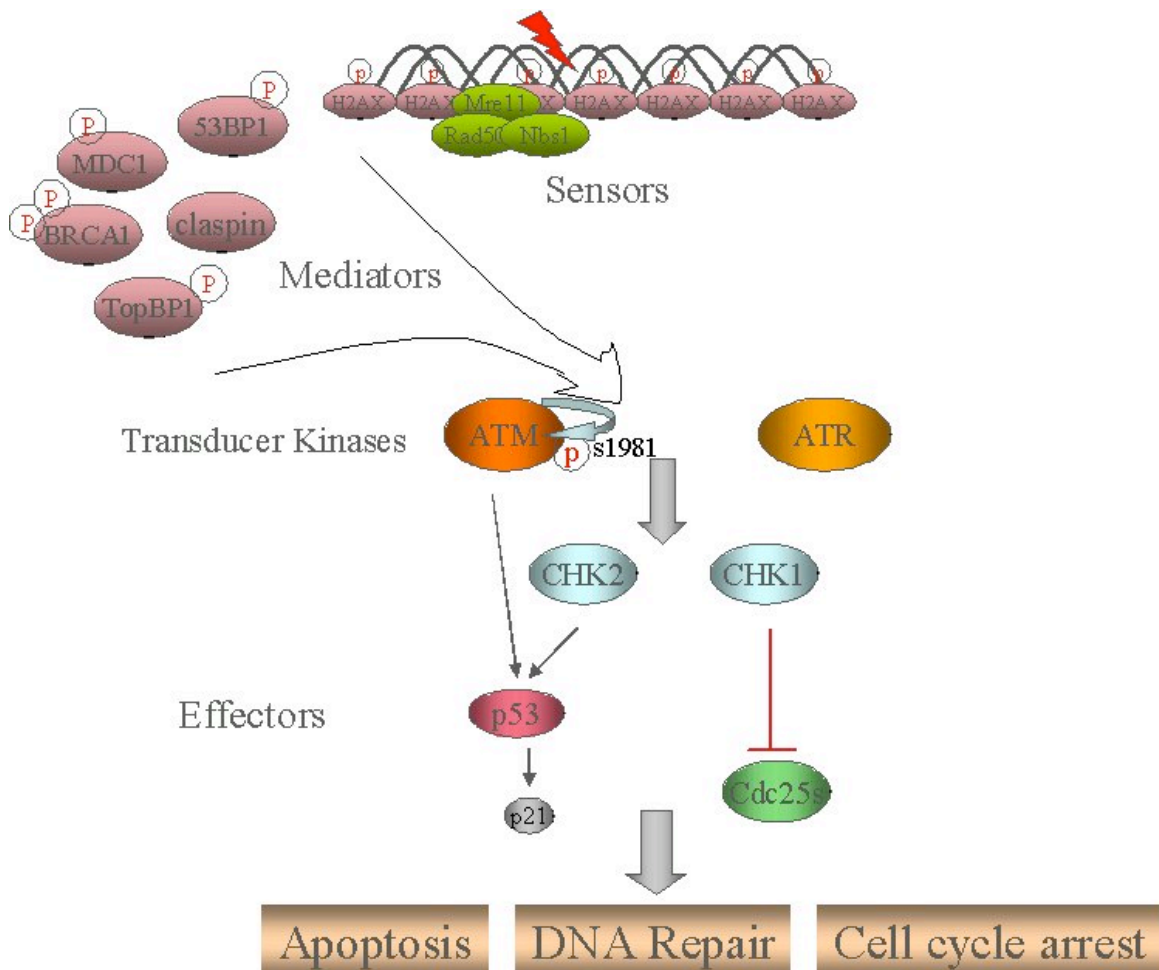 P
53BP1
P
MDC1
P
P
BRCA1
claspin
P
TopBP1
Mediators
p p p p p p p
H2AX H2AX H2AX H2AX H2AX H2AX
Mre11
Rad50 Nbs1
Sensors
Transducer Kinases
ATM
p s1981
ATR
CHK2
CHK1
Effectors
p53
p21
Cdc25s
Apoptosis
DNA Repair
Cell cycle arrest